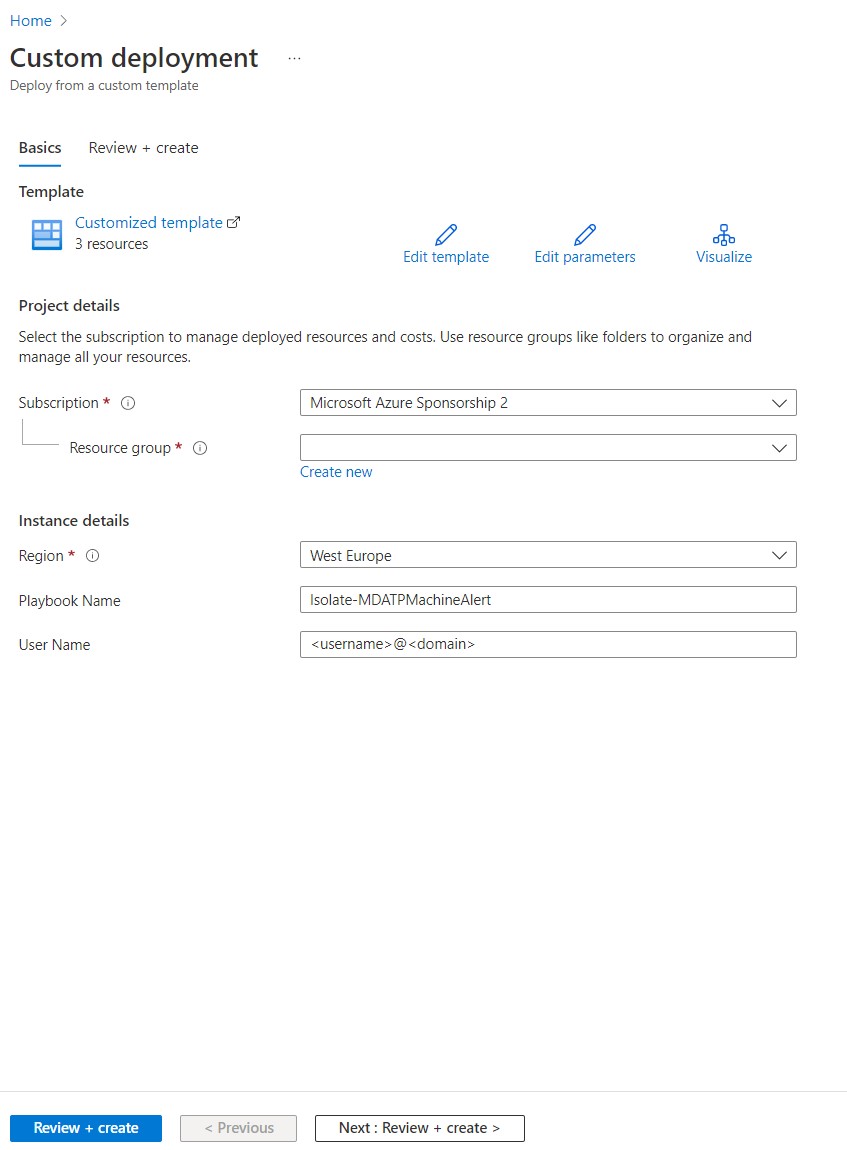 Home >
Custom deployment ...
Deploy from a custom template
Basics Review + create
Template
Customized template
3 resources
Edit template Edit parameters Visualize
Project details
Select the subscription to manage deployed resources and costs. Use resource groups like folders to organize and
manage all your resources.
Subscription * Microsoft Azure Sponsorship 2
Resource group *
Create new
Instance details
Region * West Europe
Playbook Name Isolate-MDATPMachineAlert
User Name <username>@<domain>
Review + create < Previous Next : Review + create >